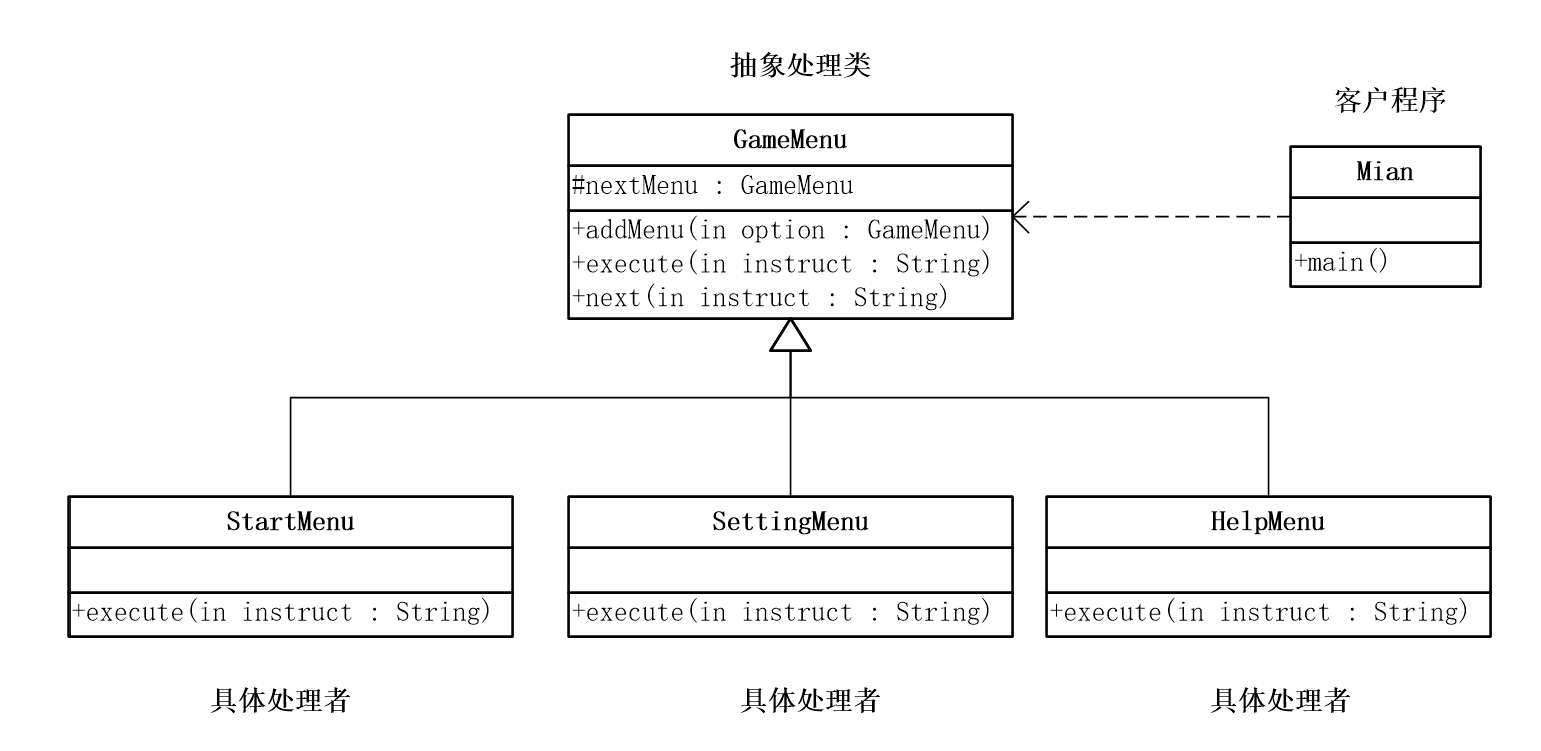 抽象处理类
客户程序
GameMenu
#nextMenu : GameMenu
+addMenu(in option : GameMenu)
+execute(in instruct : String)
+next(in instruct : String)
Mian
+main()
StartMenu
+execute(in instruct : String)
SettingMenu
+execute(in instruct : String)
HelpMenu
+execute(in instruct : String)
具体处理者
具体处理者
具体处理者